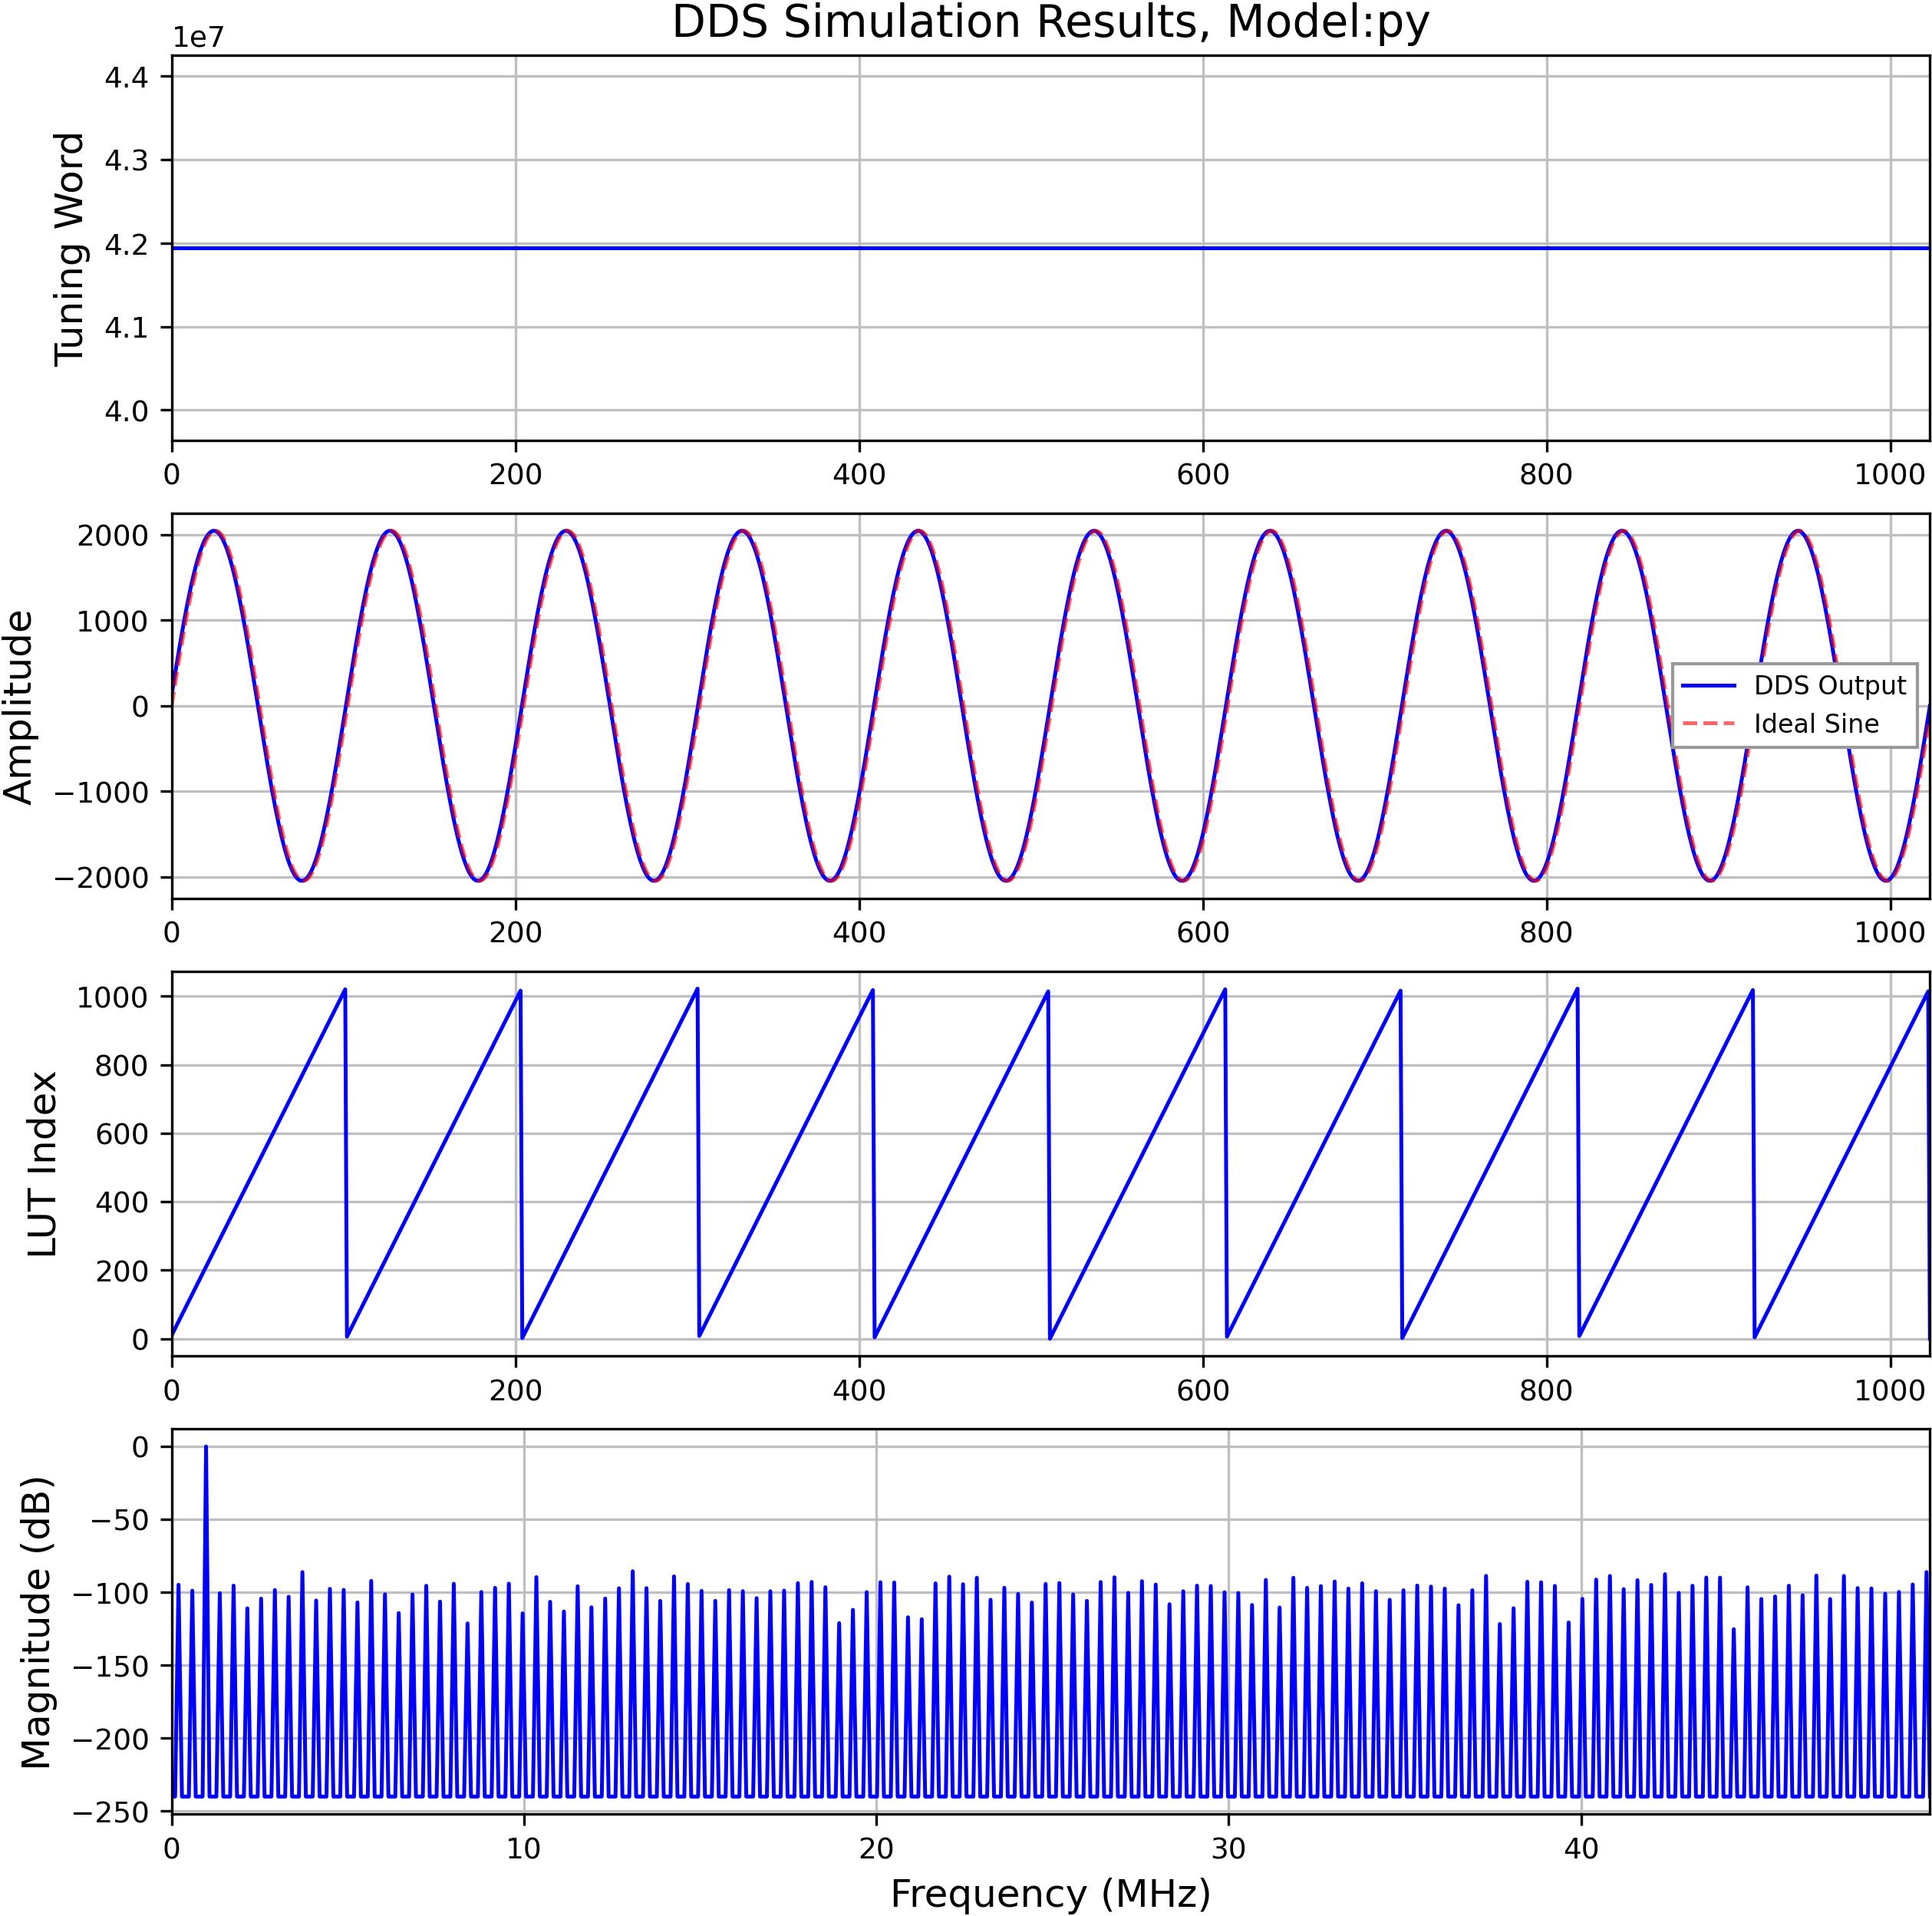 DDS Simulation Results, Model:py
1e7
4.4
4.3
4.2
4.1
4.0
Tuning Word
0 200 400 600 800 1000
2000
1000
0
−1000
−2000
Amplitude
DDS Output
Ideal Sine
0 200 400 600 800 1000
1000
800
600
400
200
0
LUT Index
0 200 400 600 800 1000
0
−50
−100
−150
−200
−250
Magnitude (dB)
0 10 20 30 40
Frequency (MHz)